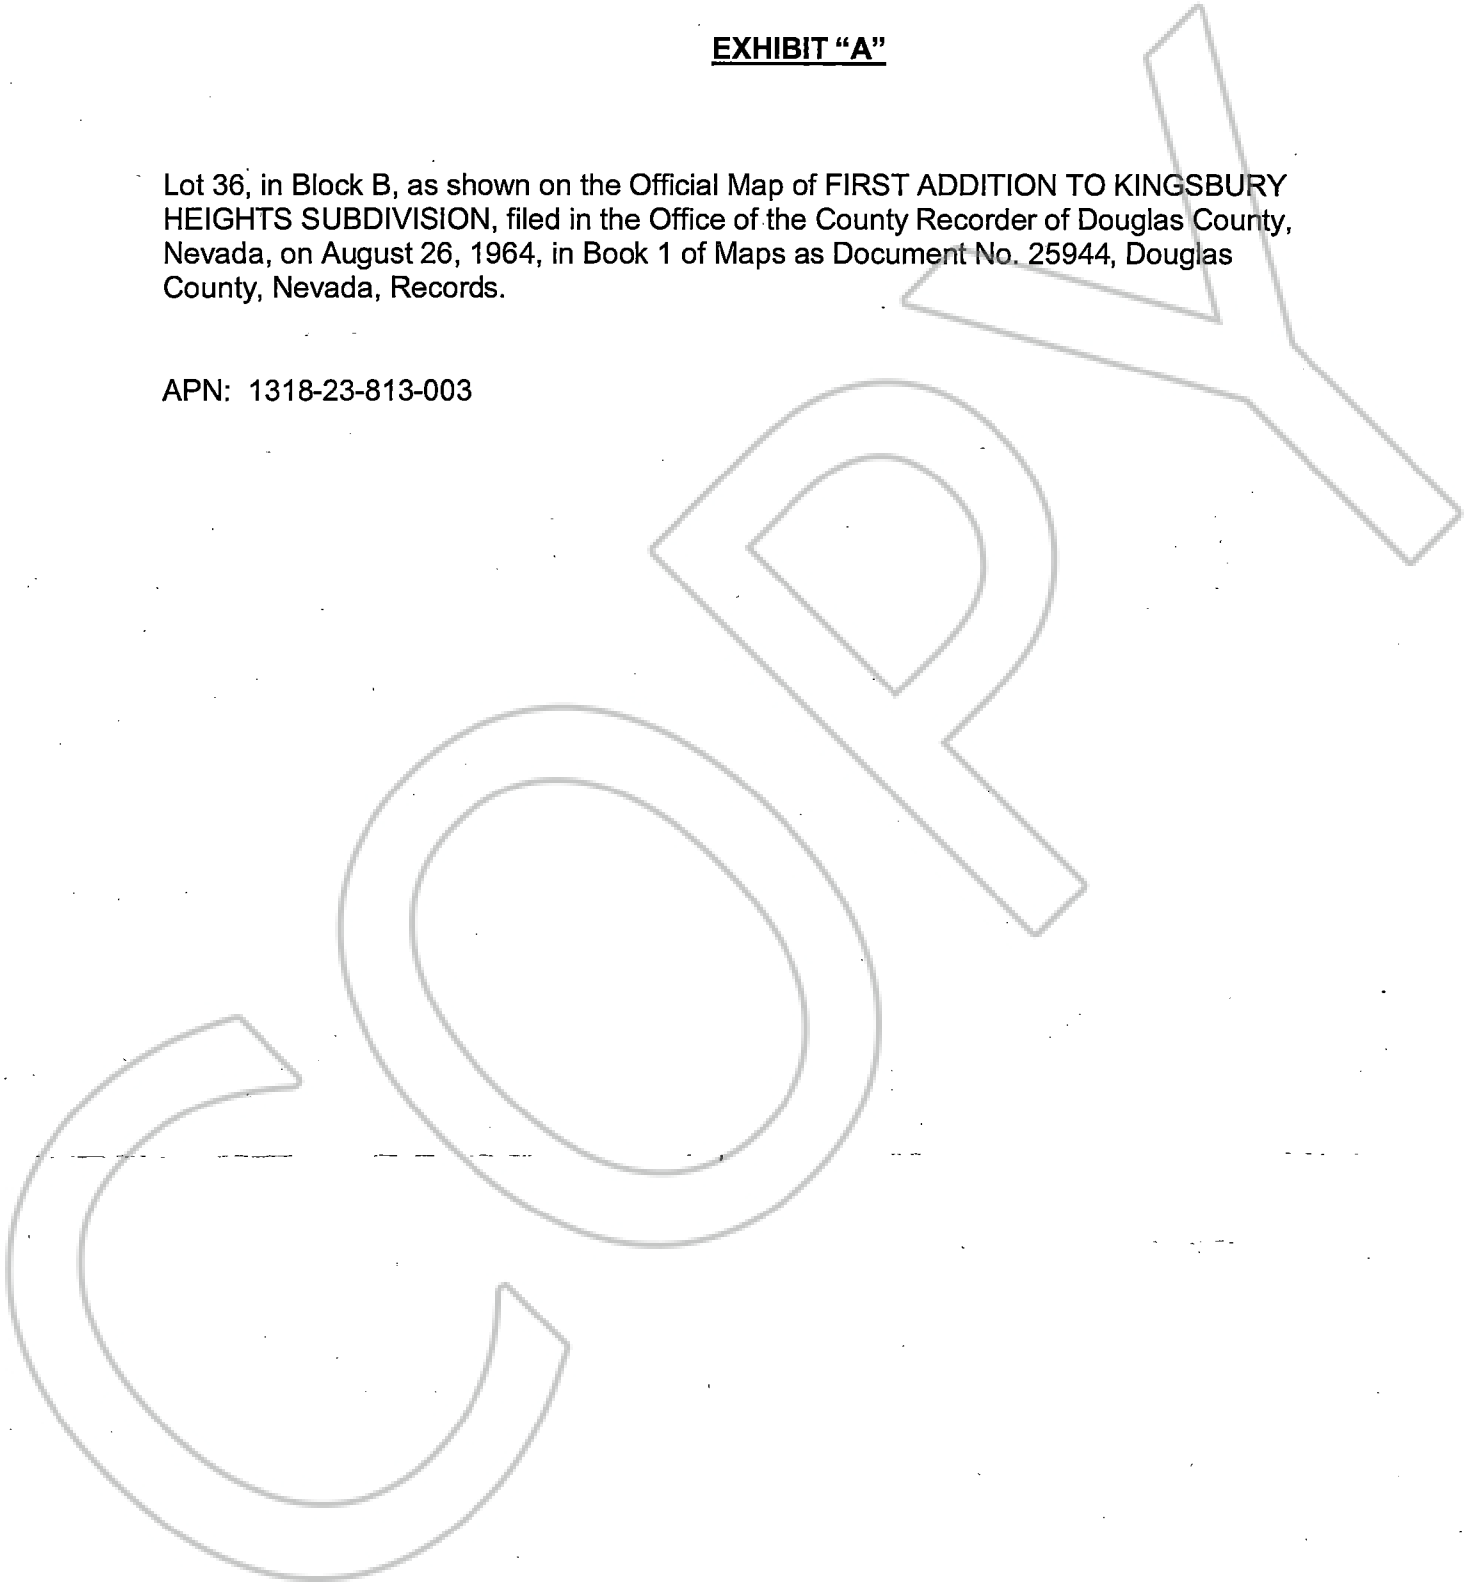 EXHIBIT “A”
Lot 36, in Block B, as shown on the Official Map of FIRST ADDITION TO KINGSBURY
HEIGHTS SUBDIVISION, filed in the Office of the County Recorder of Douglas County,
Nevada, on August 26, 1964, in Book 1 of Maps as Document No. 25944, Douglas
County, Nevada, Records.
APN: 1318-23-813-003
COPY